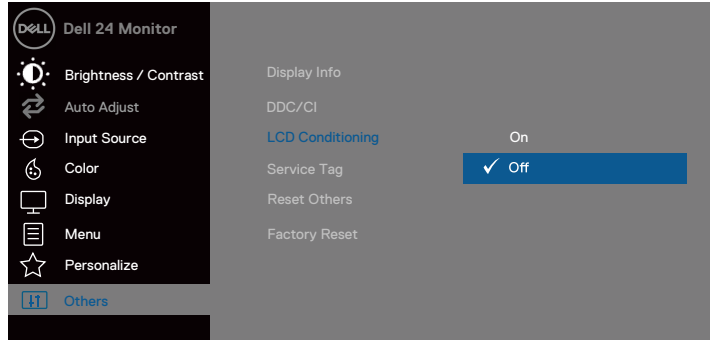 DELL Dell 24 Monitor
Brightness / Contrast
Auto Adjust
Input Source
Color
Display
Menu
Personalize
Others
Display Info
DDC/CI
LCD Conditioning
Service Tag
Reset Others
Factory Reset
On
Off